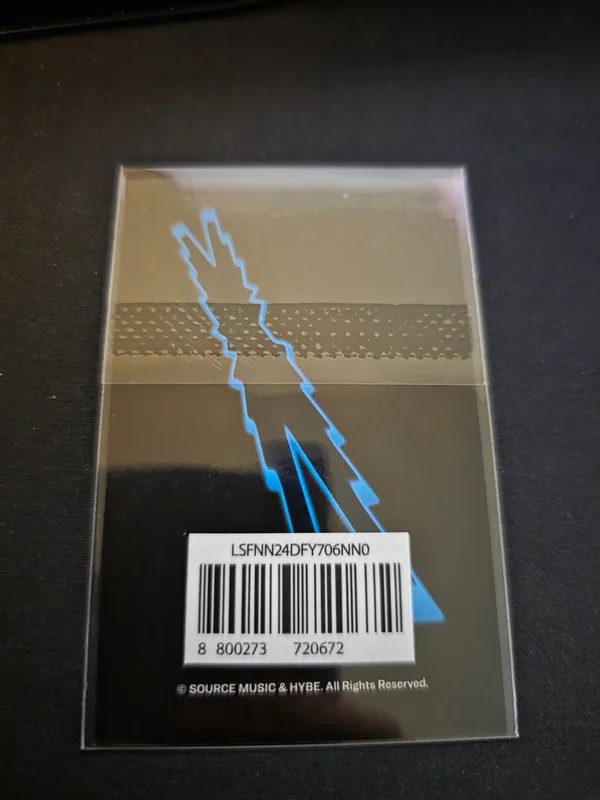 LSFNN24DFY706NN0
8 800273 720672
© SOURCE MUSIC & HYBE. All Rights Reserved.